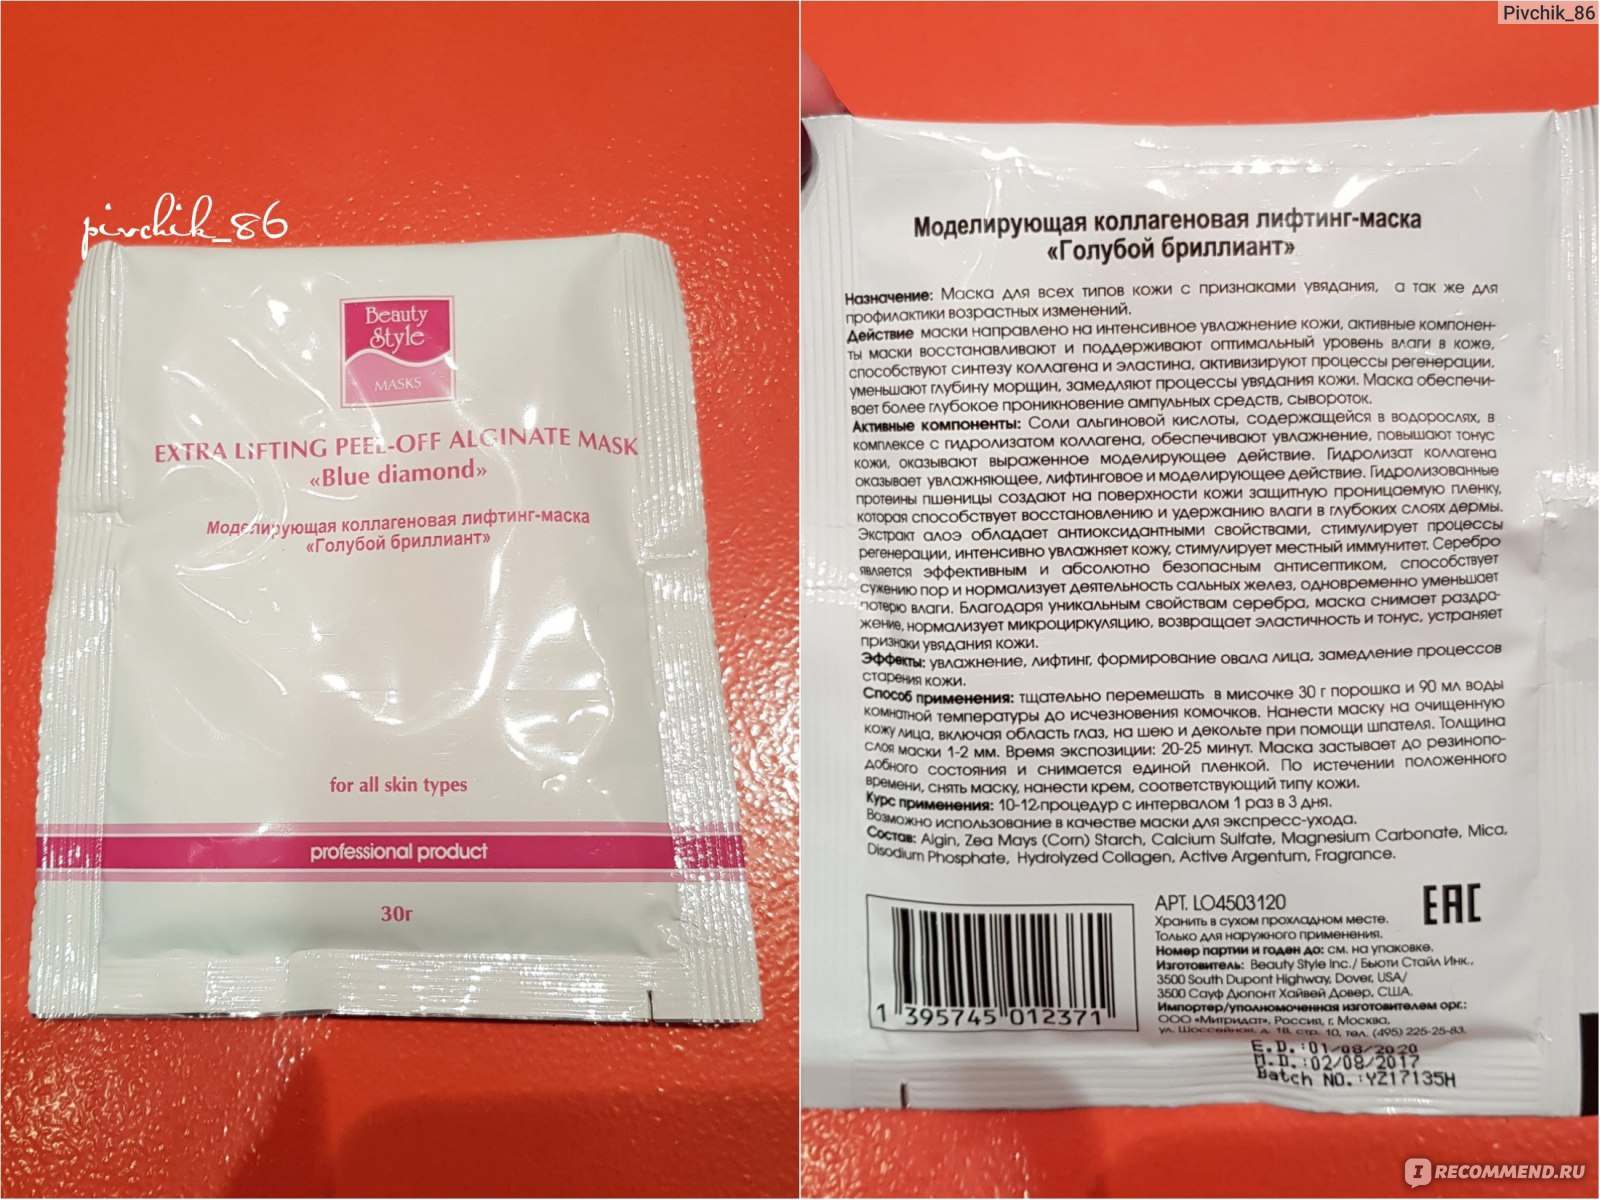 pivchik_86
Beauty
Style
MASKS
EXTRA LIFTING PEEL-OFF ALGINATE MASK
«Blue diamond»
Моделирующая коллагеновая лифтинг-маска
«Голубой бриллиант»
for all skin types
professional product
30г
Pivchik_86
Моделирующая коллагеновая лифтинг-маска
«Голубой бриллиант»
Назначение: Маска для всех типов кожи с признаками увядания, а так же для
профилактики возрастных изменений.
Действие маски направлено на интенсивное увлажнение кожи, активные компонен-
ты маски восстанавливают и поддерживают оптимальный уровень влаги в коже,
способствуют синтезу коллагена и эластина, активизируют процессы регенерации,
уменьшают глубину морщин, замедляют процессы увядания кожи. Маска обеспечи-
вает более глубокое проникновение ампульных средств, сывороток.
Активные компоненты: Соли альгиновой кислоты, содержащейся в водорослях, в
комплексе с гидролизатом коллагена, обеспечивают увлажнение, повышают тонус
кожи, оказывают выраженное моделирующее действие. Гидролизат коллагена
оказывает увлажняющее, лифтинговое и моделирующее действие. Гидролизованные
протеины пшеницы создают на поверхности кожи защитную проницаемую пленку,
которая способствует восстановлению и удержанию влаги в глубоких слоях дермы.
Экстракт алоэ обладает антиоксидантными свойствами, стимулирует процессы
регенерации, интенсивно увлажняет кожу, стимулирует местный иммунитет. Серебро
является эффективным и абсолютно безопасным антисептиком, способствует
сужению пор и нормализует деятельность сальных желез, одновременно уменьшает
потерю влаги. Благодаря уникальным свойствам серебра, маска снимает раздра-
жение, нормализует микроциркуляцию, возвращает эластичность и тонус, устраняет
признаки увядания кожи.
Эффекты: увлажнение, лифтинг, формирование овала лица, замедление процессов
старения кожи.
Способ применения: тщательно перемешать в мисочке 30 г порошка и 90 мл воды
комнатной температуры до исчезновения комочков. Нанести маску на очищенную
кожу лица, включая область глаз, на шею и декольте при помощи шпателя. Толщина
слоя маски 1-2 мм. Время экспозиции: 20-25 минут. Маска застывает до резинопо-
добного состояния и снимается единой пленкой. По истечении положенного
времени, снять маску, нанести крем, соответствующий типу кожи.
Курс применения: 10-12 процедур с интервалом 1 раз в 3 дня.
Возможно использование в качестве маски для экспресс-ухода.
Состав: Algin, Zea Mays (Corn) Starch, Calcium Sulfate, Magnesium Carbonate, Mica,
Disodium Phosphate, Hydrolyzed Collagen, Active Argentum, Fragrance.
АРТ. LO4503120
EAC
Хранить в сухом прохладном месте.
Только для наружного применения.
Номер партии и годен до: см. на упаковке.
Изготовитель: Beauty Style Inc./ Бьюти Стайл Инк.,
3500 South Dupont Highway, Dover, USA/
3500 Сауф Дюпонт Хайвей Довер, США.
Импортер/уполномоченная изготовителем орг.:
ООО «Митридат», Россия, г. Москва,
ул. Шоссейная, д. 1В, стр. 10, тел. (495) 225-25-83.
1 395745 012371
E.D.:01/08/2020
M.D.:02/08/2017
Batch NO.:YZ17135H
IRECOMMEND.RU